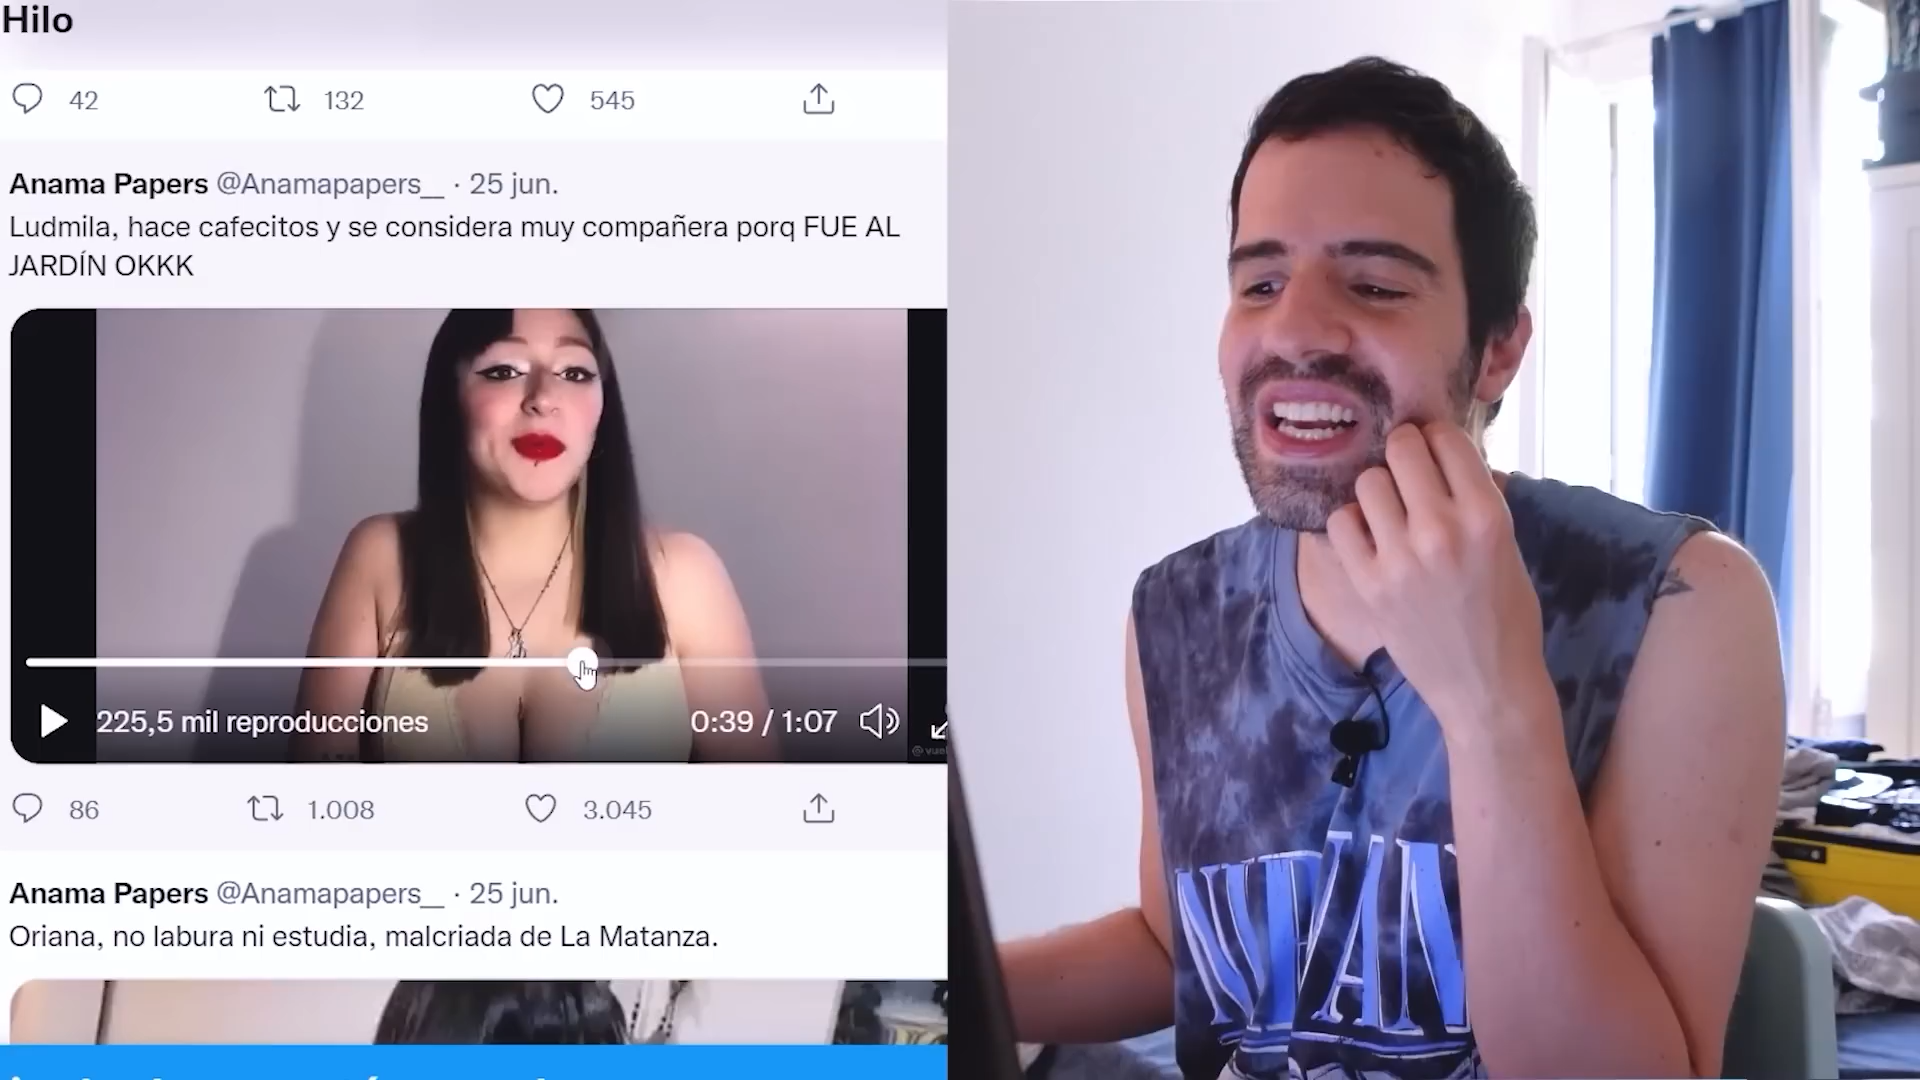 Hilo
42 132 545
Anama Papers @Anamapapers__ · 25 jun.
Ludmila, hace cafecitos y se considera muy compañera porq FUE AL
JARDÍN OKKK
225,5 mil reproducciones 0:39 / 1:07
86 1.008 3.045
Anama Papers @Anamapapers__ · 25 jun.
Oriana, no labura ni estudia, malcriada de La Matanza.